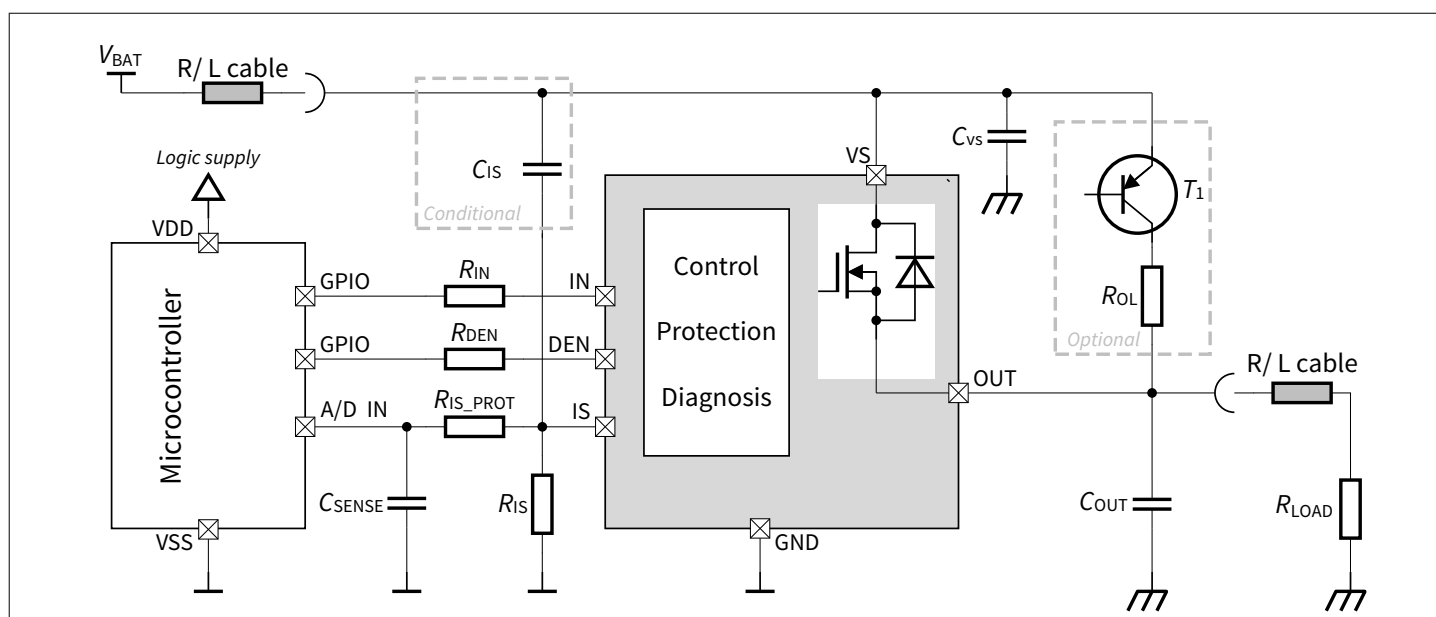 VBAT
R/ L cable
Logic supply
CIS
Conditional
VS
CVS
T1
VDD
Microcontroller
GPIO
RIN
IN
GPIO
RDEN
DEN
A/D IN
RIS_PROT
IS
Control
Protection
Diagnosis
ROL
Optional
OUT
R/ L cable
CSENSE
RIS
COUT
RLOAD
VSS
GND